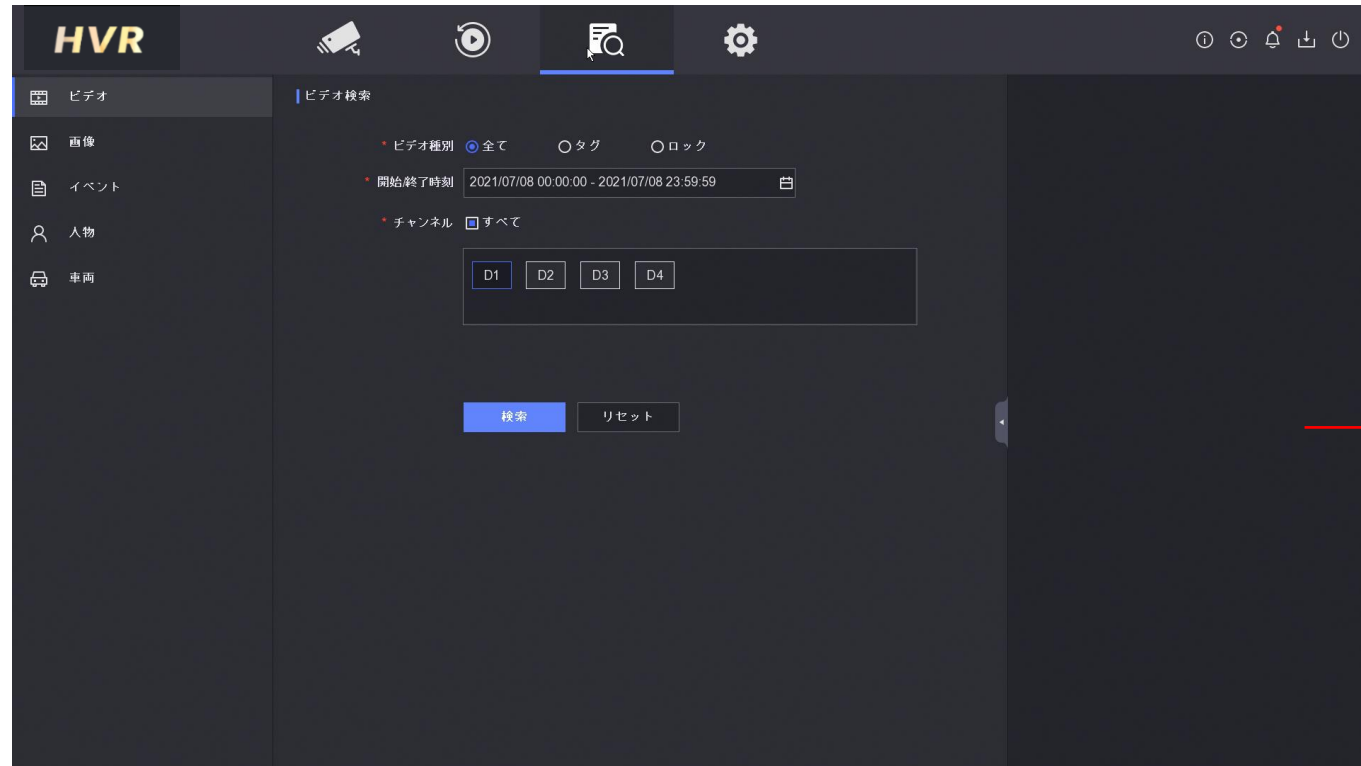 HVR
ビデオ
画像
イベント
人物
車両
ビデオ検索
* ビデオ種別 全て タグ ロック
* 開始/終了時刻 2021/07/08 00:00:00 - 2021/07/08 23:59:59
* チャンネル すべて
D1 D2 D3 D4
検索 リセット